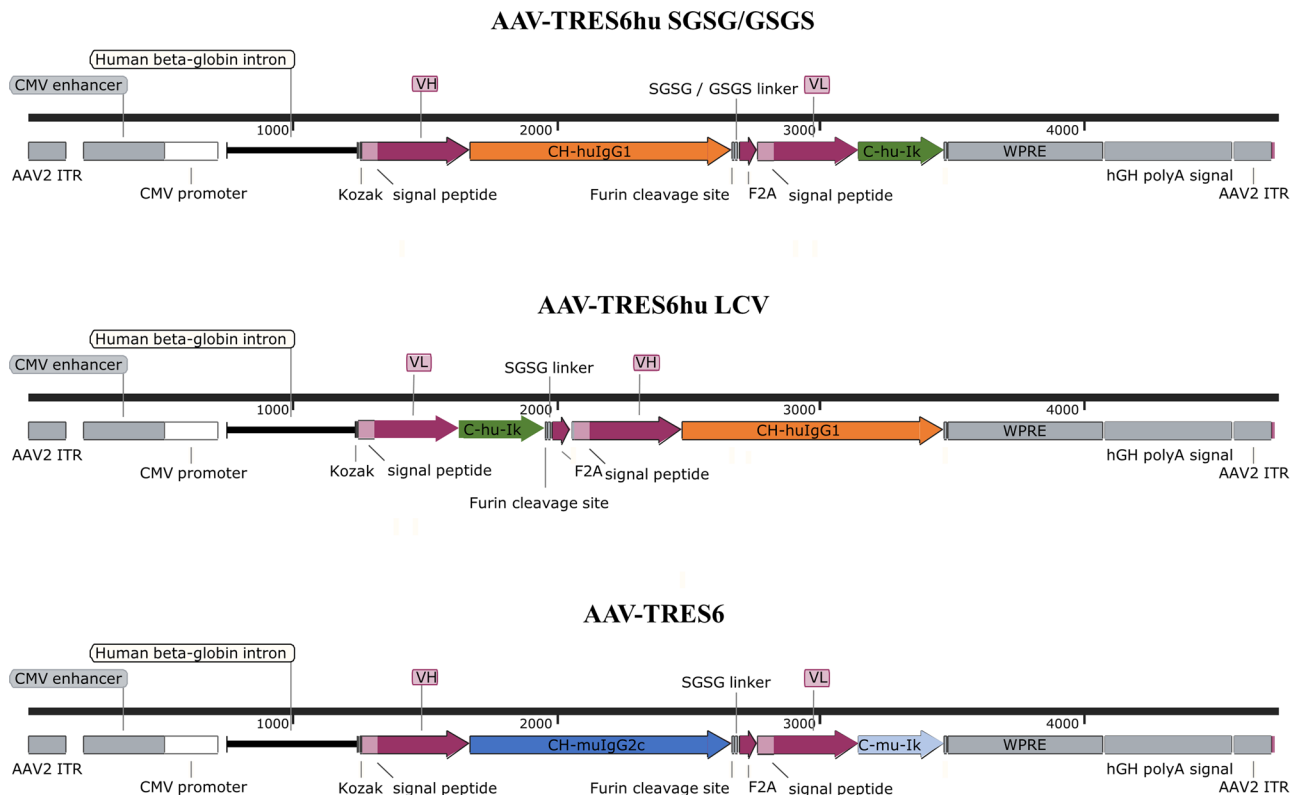 AAV-TRES6hu SGSG/GSGS
Human beta-globin intron
CMV enhancer
VH
SGSG / GSGS linker
VL
1000
2000
3000
4000
CH-huIgG1
C-hu-Ik
WPRE
AAV2 ITR
CMV promoter
Kozak
signal peptide
Furin cleavage site
F2A
signal peptide
hGH polyA signal
AAV2 ITR
AAV-TRES6hu LCV
Human beta-globin intron
CMV enhancer
VL
SGSG linker
VH
1000
2000
3000
4000
C-hu-Ik
CH-huIgG1
WPRE
AAV2 ITR
CMV promoter
Kozak
signal peptide
Furin cleavage site
F2A
signal peptide
hGH polyA signal
AAV2 ITR
AAV-TRES6
Human beta-globin intron
CMV enhancer
VH
SGSG linker
VL
1000
2000
3000
4000
CH-muIgG2c
C-mu-Ik
WPRE
AAV2 ITR
CMV promoter
Kozak
signal peptide
Furin cleavage site
F2A
signal peptide
hGH polyA signal
AAV2 ITR